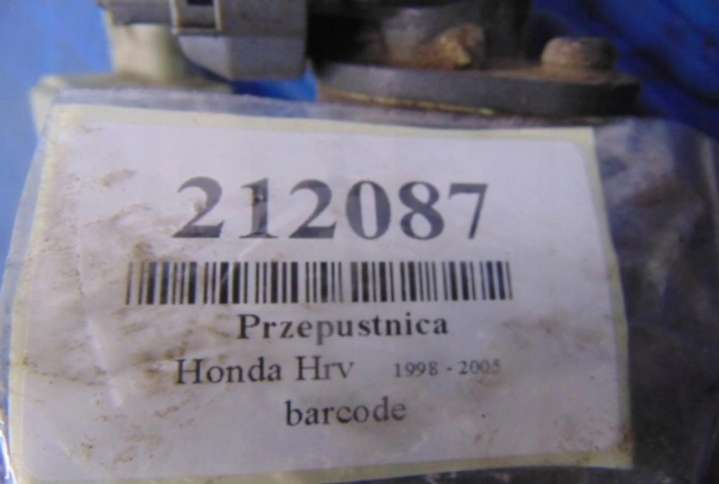 212087
Przepustnica
Honda Hrv 1998 - 2005
barcode